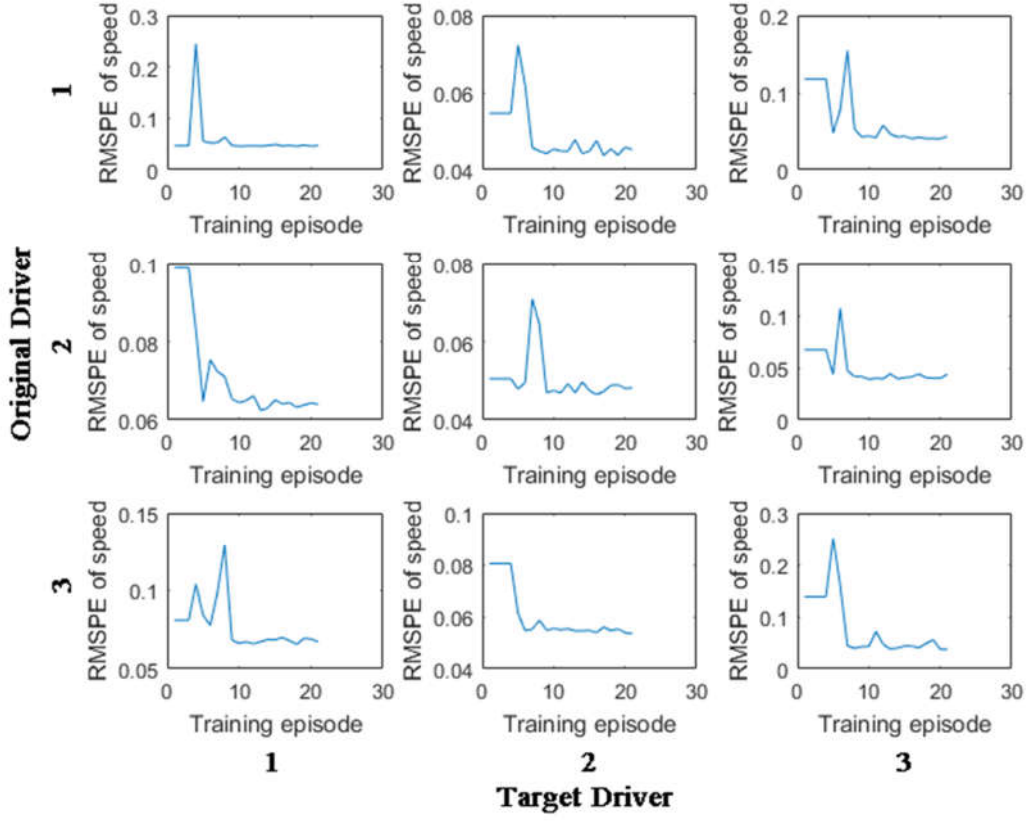 Original Driver
1
RMSPE of speed
0.3
0.2
0.1
0
0 10 20 30
Training episode
RMSPE of speed
0.08
0.06
0.04
0 10 20 30
Training episode
RMSPE of speed
0.2
0.1
0
0 10 20 30
Training episode
2
RMSPE of speed
0.1
0.08
0.06
0 10 20 30
Training episode
RMSPE of speed
0.08
0.06
0.04
0 10 20 30
Training episode
RMSPE of speed
0.15
0.1
0.05
0
0 10 20 30
Training episode
3
RMSPE of speed
0.15
0.1
0.05
0 10 20 30
Training episode
RMSPE of speed
0.1
0.08
0.06
0.04
0 10 20 30
Training episode
RMSPE of speed
0.3
0.2
0.1
0
0 10 20 30
Training episode
1 2 3
Target Driver